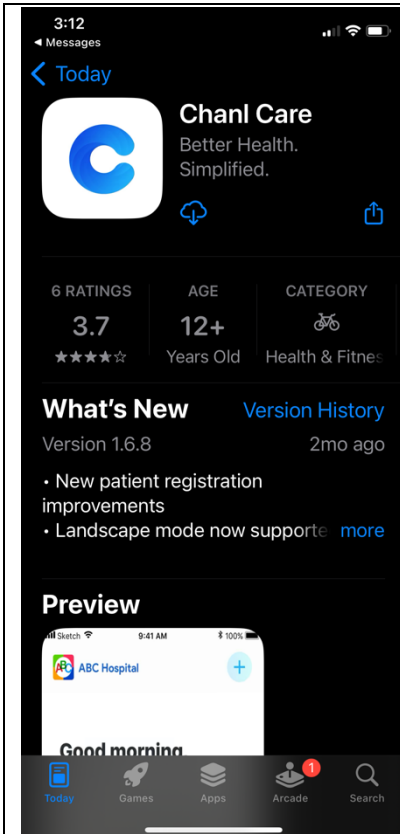 3:12
◀ Messages
Today
Chanl Care
Better Health.
Simplified.
6 RATINGS
AGE
CATEGORY
3.7
12+
★★★★☆
Years Old
Health & Fitnes
What's New
Version History
Version 1.6.8
2mo ago
• New patient registration
improvements
• Landscape mode now supporte more
Preview
Sketch
9:41 AM
100%
ABC
ABC Hospital
Good morning
1
Today
Games
Apps
Arcade
Search